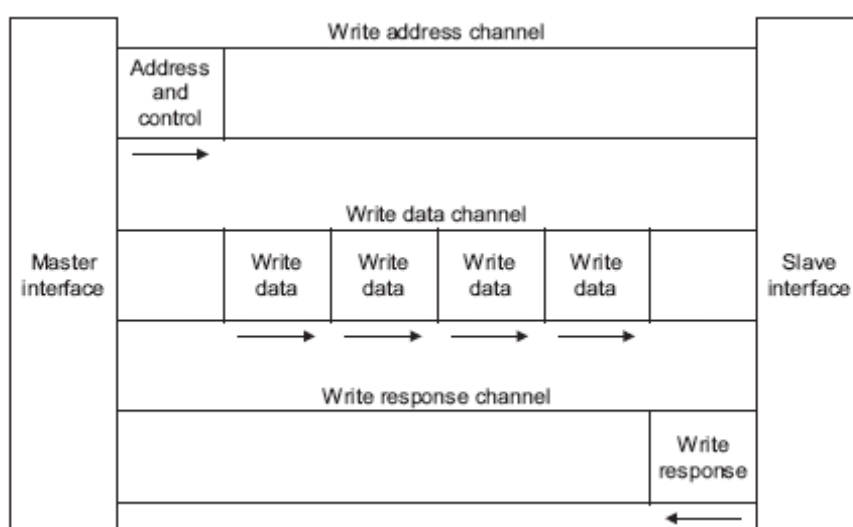 Write address channel
Address
and
control
Write data channel
Master
interface
Write
data
Write
data
Write
data
Write
data
Slave
interface
Write response channel
Write
response